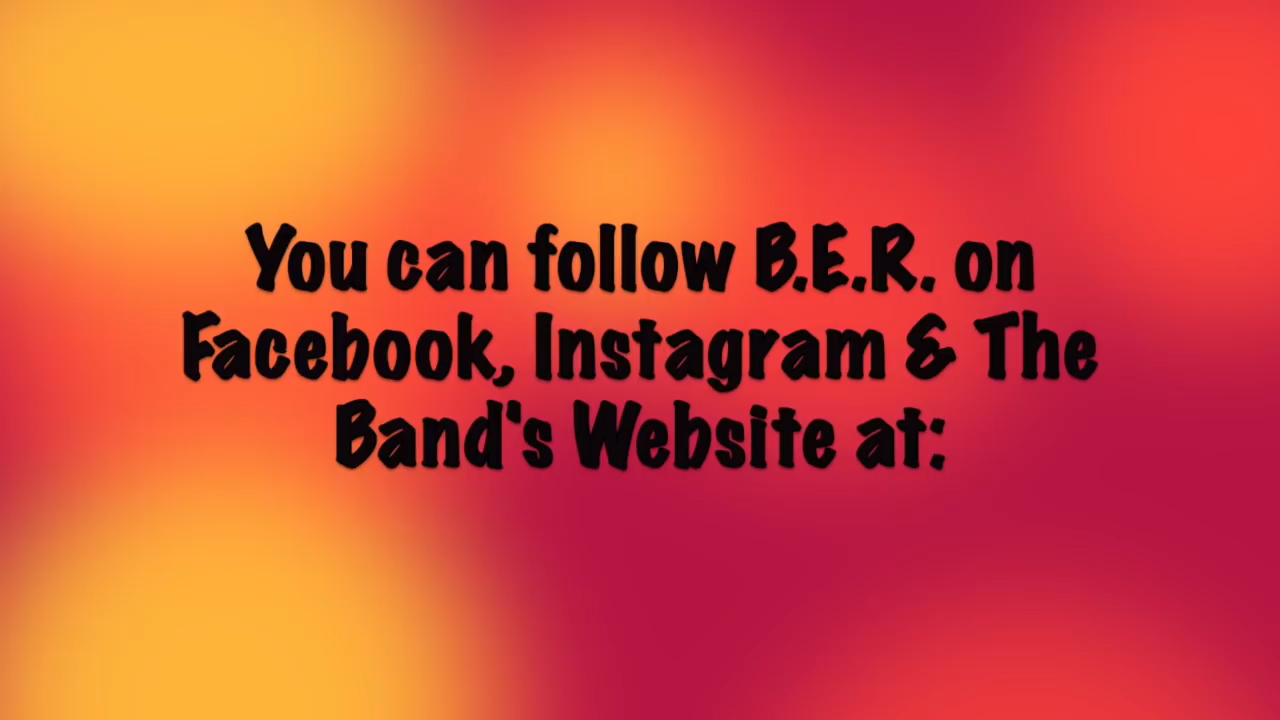 You can follow B.E.R. on
Facebook, Instagram & The
Band's Website at: